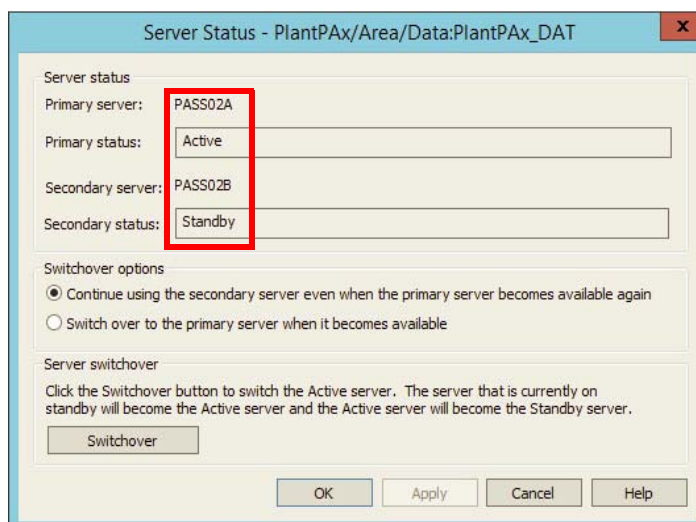 Server Status - PlantPAx/Area/Data:PlantPAx_DAT
x
Server status
Primary server: PASS02A
Primary status: Active
Secondary server: PASS02B
Secondary status: Standby
Switchover options
Continue using the secondary server even when the primary server becomes available again
Switch over to the primary server when it becomes available
Server switchover
Click the Switchover button to switch the Active server. The server that is currently on
standby will become the Active server and the Active server will become the Standby server.
Switchover
OK Apply Cancel Help